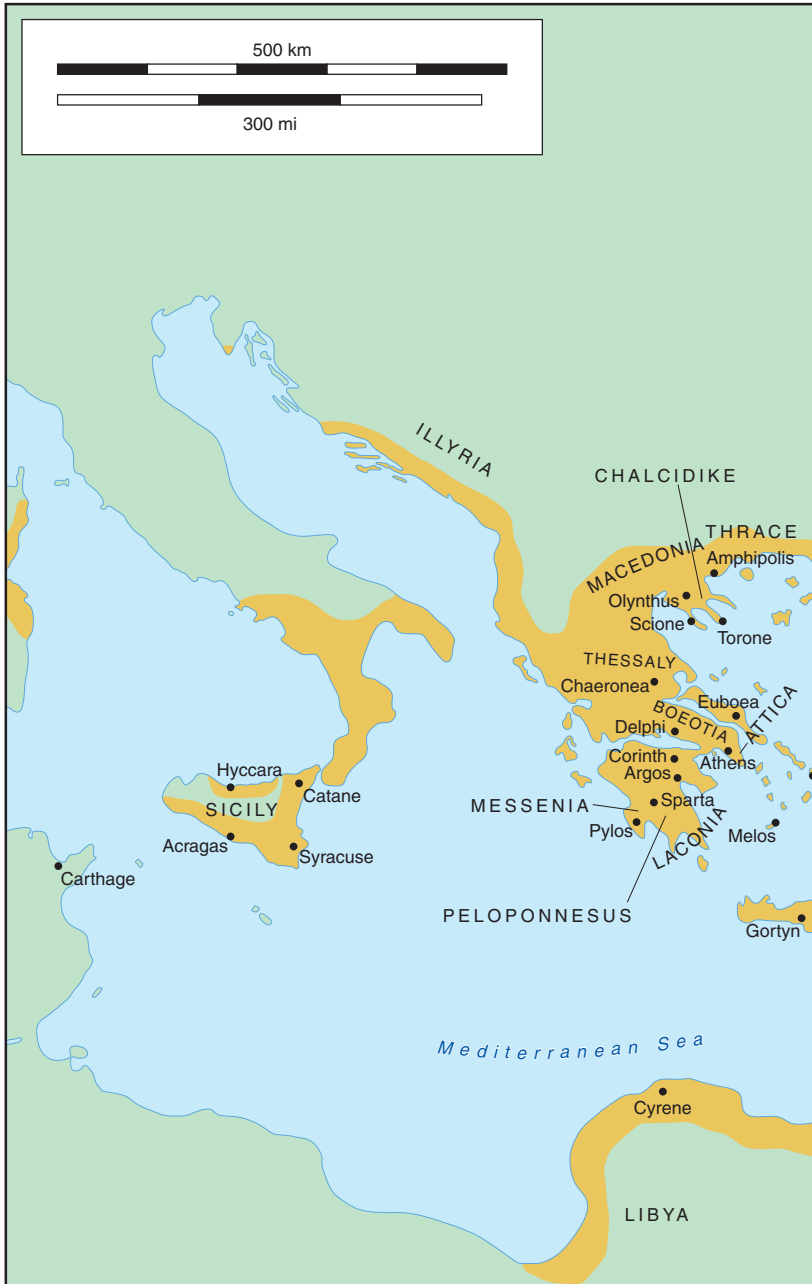 500 km
300 mi
ILLYRIA
CHALCIDIKE
THRACE
MACEDONIA
Amphipolis
Olynthus
Scione
Torone
THESSALY
Chaeronea
Euboea
BOEOTIA
ATTICA
Delphi
Corinth
Athens
Argos
Hyccara
Catane
SICILY
MESSENIA
Sparta
Acragas
Syracuse
Pylos
LACONIA
Melos
Carthage
PELOPONNESUS
Gortyn
Mediterranean Sea
Cyrene
LIBYA